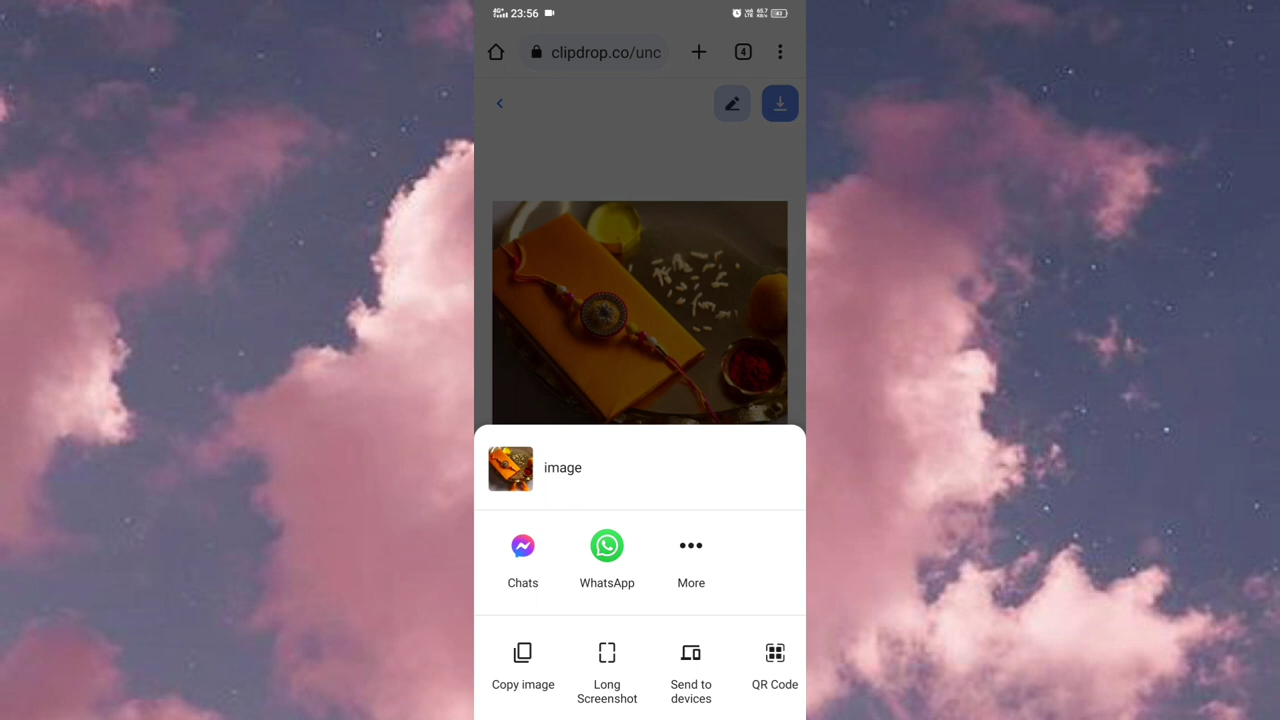 4G+ 23:56
clipdrop.co/unc
4
image
Chats
WhatsApp
More
Copy image
Long
Screenshot
Send to
devices
QR Code